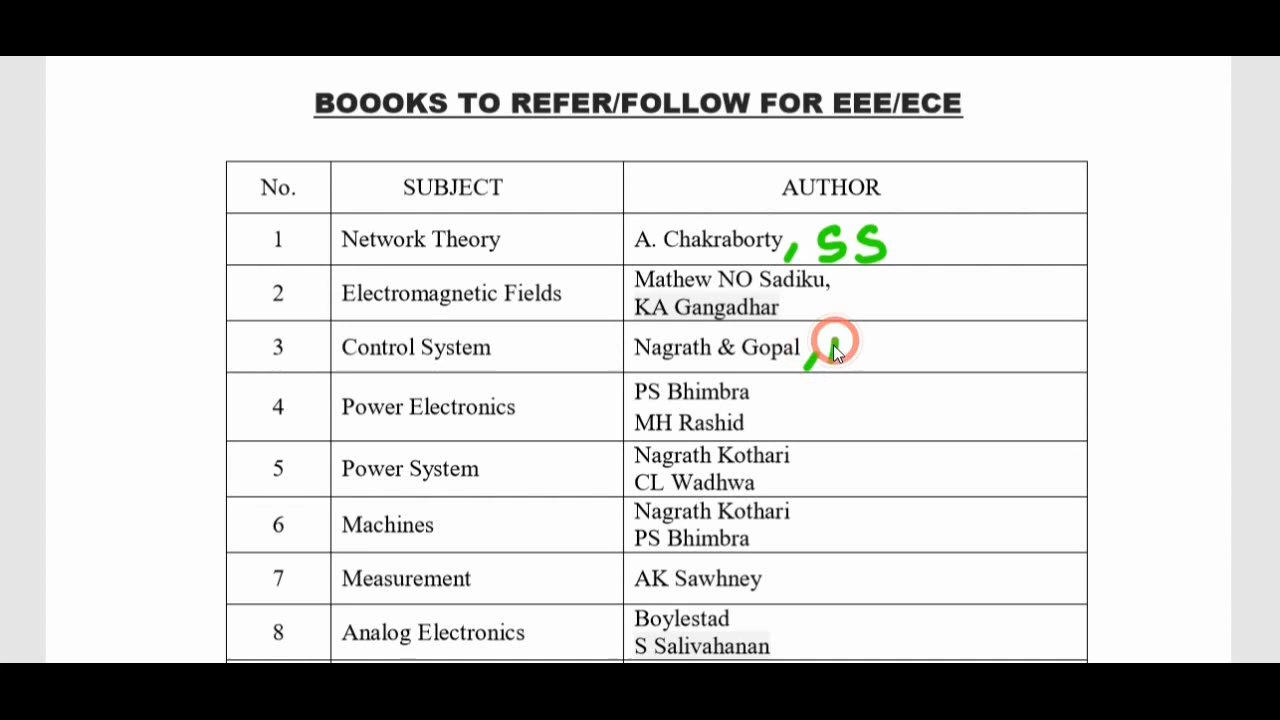 BOOOKS TO REFER/FOLLOW FOR EEE/ECE
No. SUBJECT AUTHOR
1 Network Theory A. Chakraborty, SS
2 Electromagnetic Fields Mathew NO Sadiku,
KA Gangadhar
3 Control System Nagrath & Gopal ,
4 Power Electronics PS Bhimbra
MH Rashid
5 Power System Nagrath Kothari
CL Wadhwa
6 Machines Nagrath Kothari
PS Bhimbra
7 Measurement AK Sawhney
8 Analog Electronics Boylestad
S Salivahanan